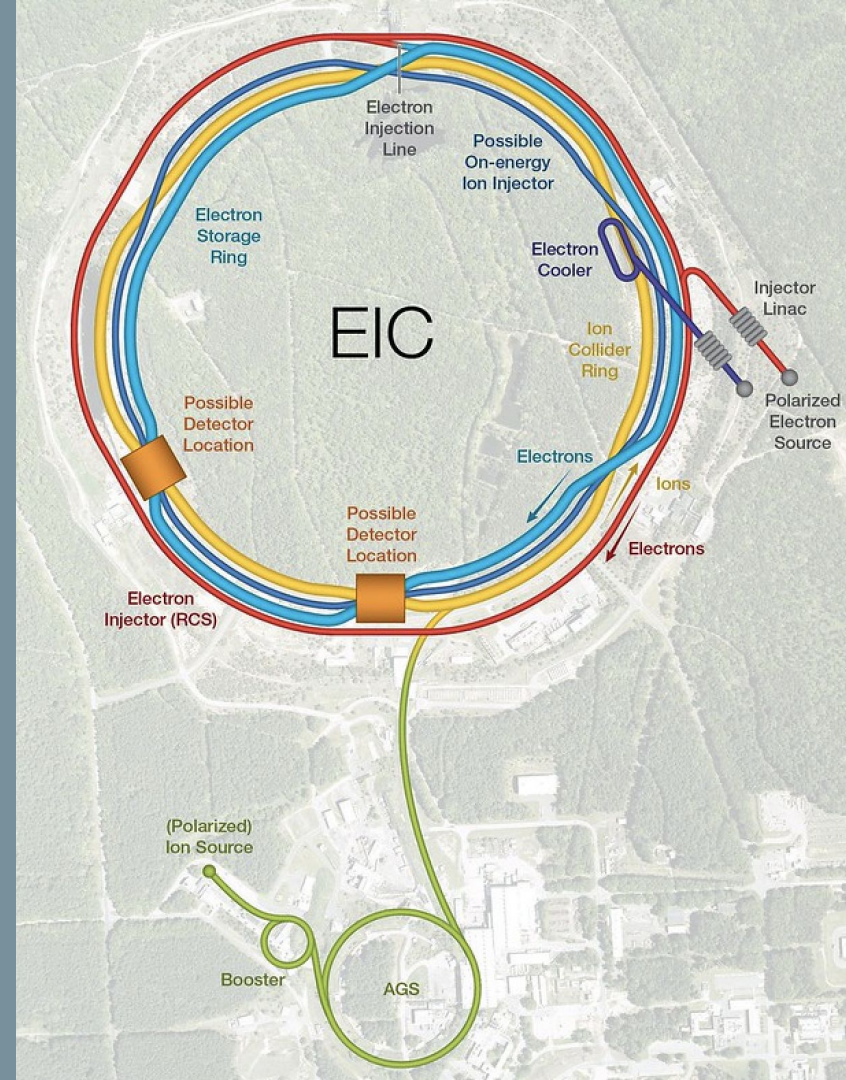 Electron
Injection
Line
Possible
On-energy
Ion Injector
Electron
Storage
Ring
Electron
Cooler
Injector
Linac
EIC
Ion
Collider
Ring
Polarized
Electron
Source
Possible
Detector
Location
Electrons
Ions
Possible
Detector
Location
Electrons
Electron
Injector (RCS)
(Polarized)
Ion Source
Booster
AGS